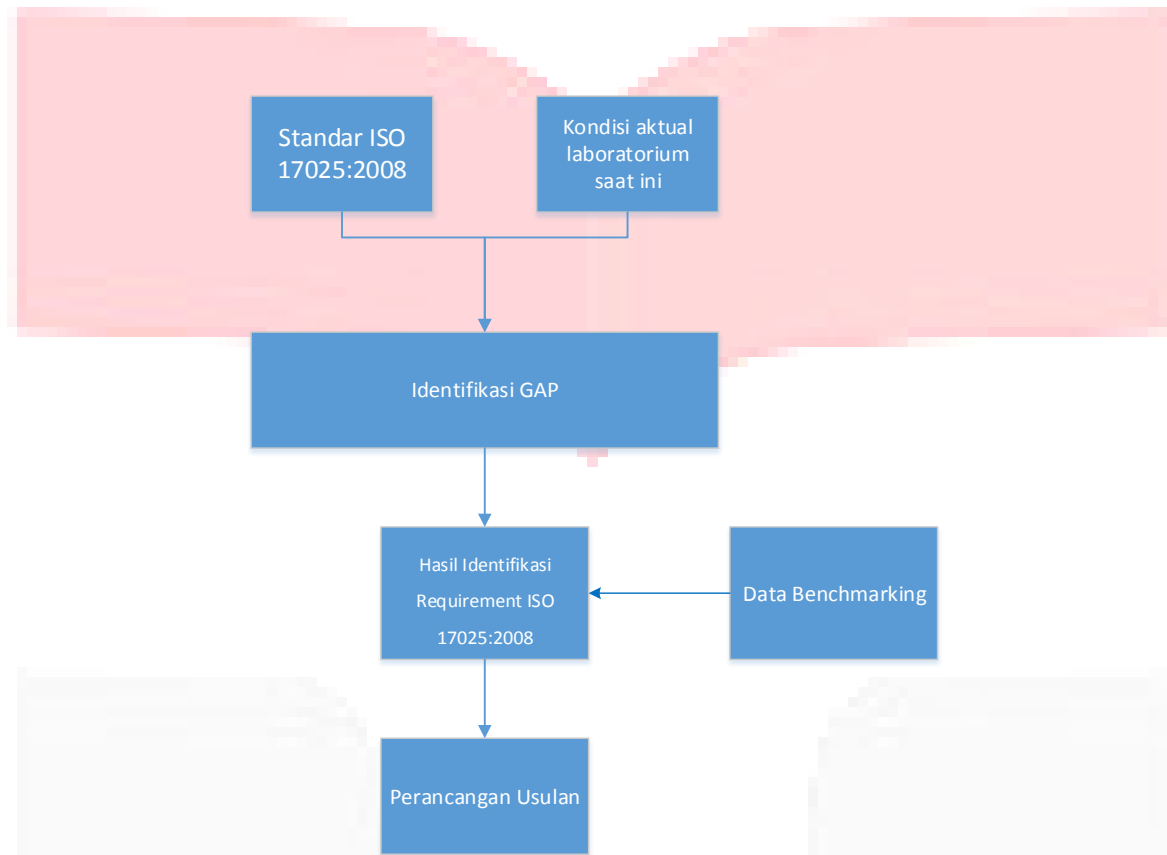 Standar ISO
17025:2008
Kondisi aktual
laboratorium
saat ini
Identifikasi GAP
Hasil Identifikasi
Requirement ISO
17025:2008
Data Benchmarking
Perancangan Usulan